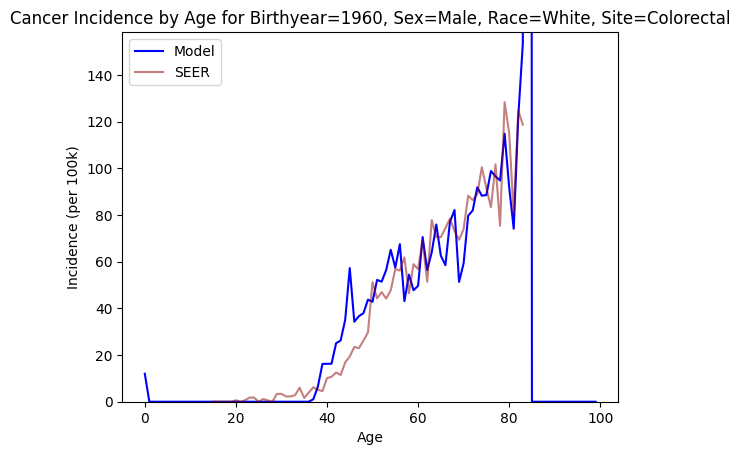 Cancer Incidence by Age for Birthyear=1960, Sex=Male, Race=White, Site=Colorectal
Model
SEER
140
120
100
80
60
40
20
0
Incidence (per 100k)
0 20 40 60 80 100
Age